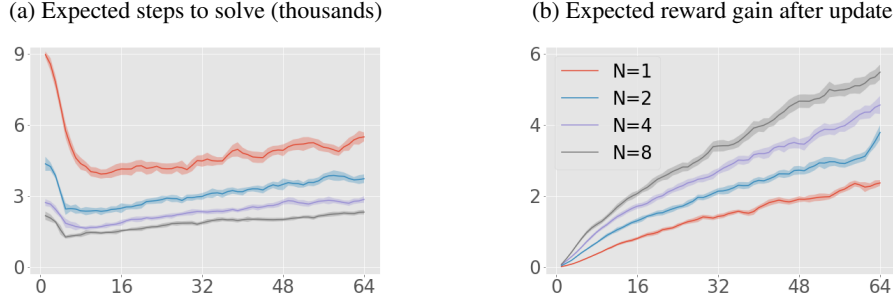 (a) Expected steps to solve (thousands)
9
6
3
0
0 16 32 48 64
(b) Expected reward gain after update
6
4
2
0
N=1
N=2
N=4
N=8
0 16 32 48 64